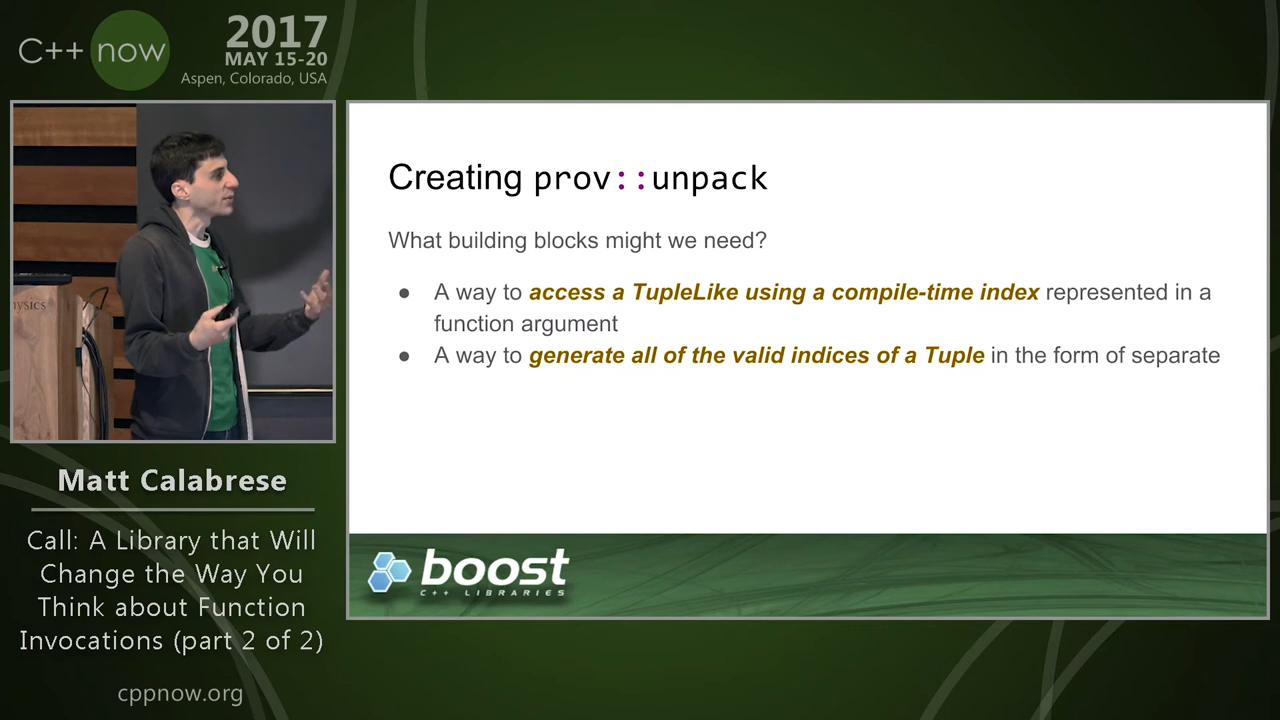 C++ now
2017
MAY 15-20
Aspen, Colorado, USA
hysics
Matt Calabrese
Call: A Library that Will
Change the Way You
Think about Function
Invocations (part 2 of 2)
cppnow.org
Creating prov::unpack
What building blocks might we need?
● A way to access a TupleLike using a compile-time index represented in a
function argument
● A way to generate all of the valid indices of a Tuple in the form of separate
boost
C++ LIBRARIES